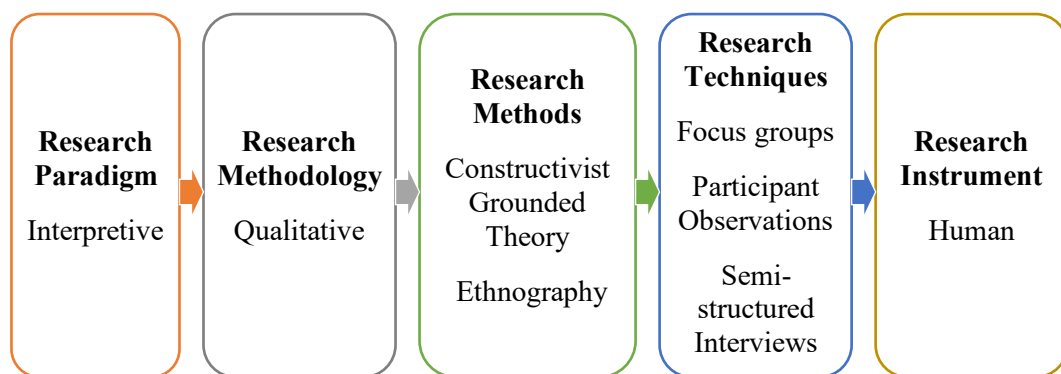 Research
Paradigm
Interpretive
Research
Methodology
Qualitative
Research
Methods
Constructivist
Grounded
Theory
Ethnography
Research
Techniques
Focus groups
Participant
Observations
Semi-
structured
Interviews
Research
Instrument
Human